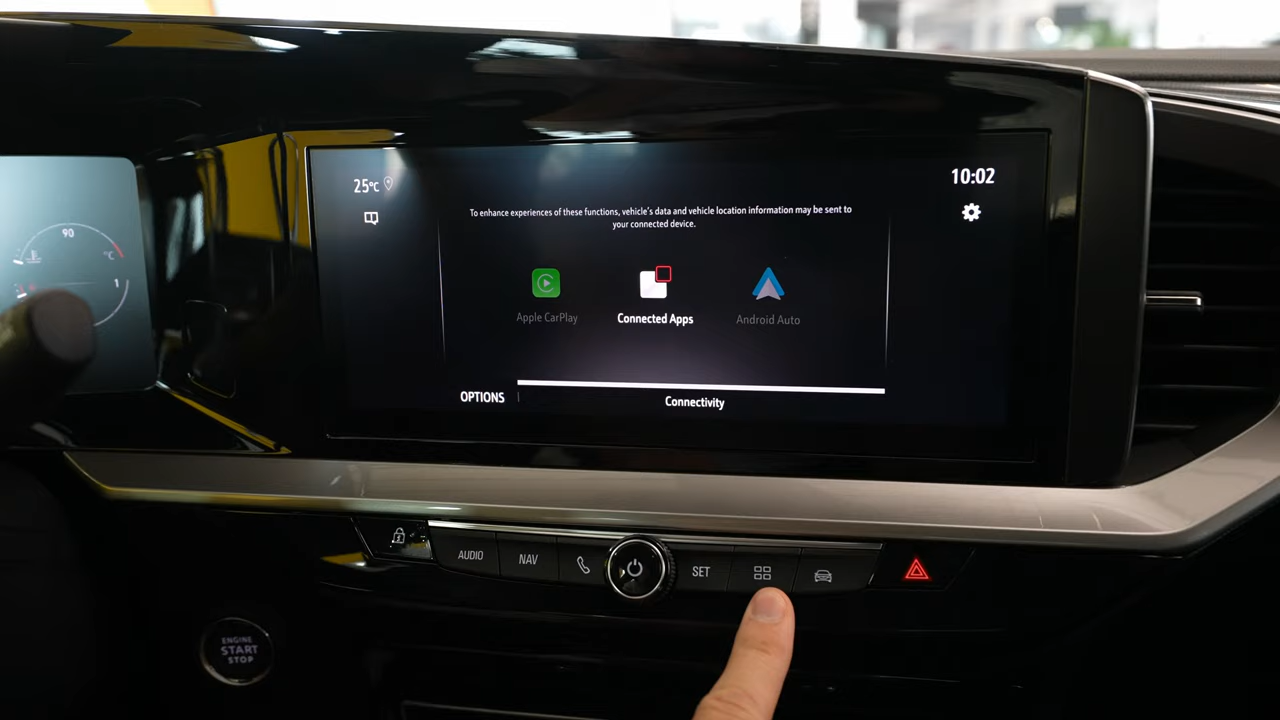 90
°C
1
25°C
10:02
To enhance experiences of these functions, vehicle's data and vehicle location information may be sent to
your connected device.
Apple CarPlay
Connected Apps
Android Auto
OPTIONS
Connectivity
AUDIO
NAV
SET
ENGINE
START
STOP